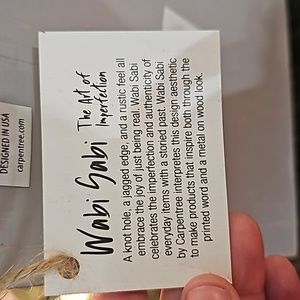 DESIGNED IN USA
carpentree.com
Wabi Sabi The Art of
Imperfection
A knot hole, a jagged edge, and a rustic feel all
embrace the joy of just being real. Wabi Sabi
celebrates the imperfection and authenticity of
everyday items with a storied past. Wabi Sabi
by Carpentree interpretes this design aesthetic
to make products that inspire both through the
printed word and a metal on wood look.